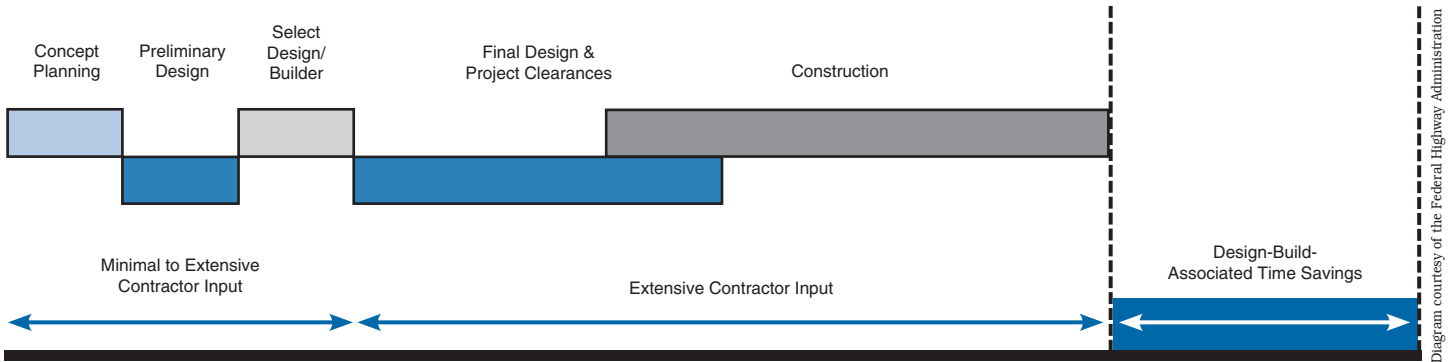 Concept
Planning
Preliminary
Design
Select
Design/
Builder
Final Design &
Project Clearances
Construction
Minimal to Extensive
Contractor Input
Extensive Contractor Input
Design-Build-
Associated Time Savings
Diagram courtesy of the Federal Highway Administration